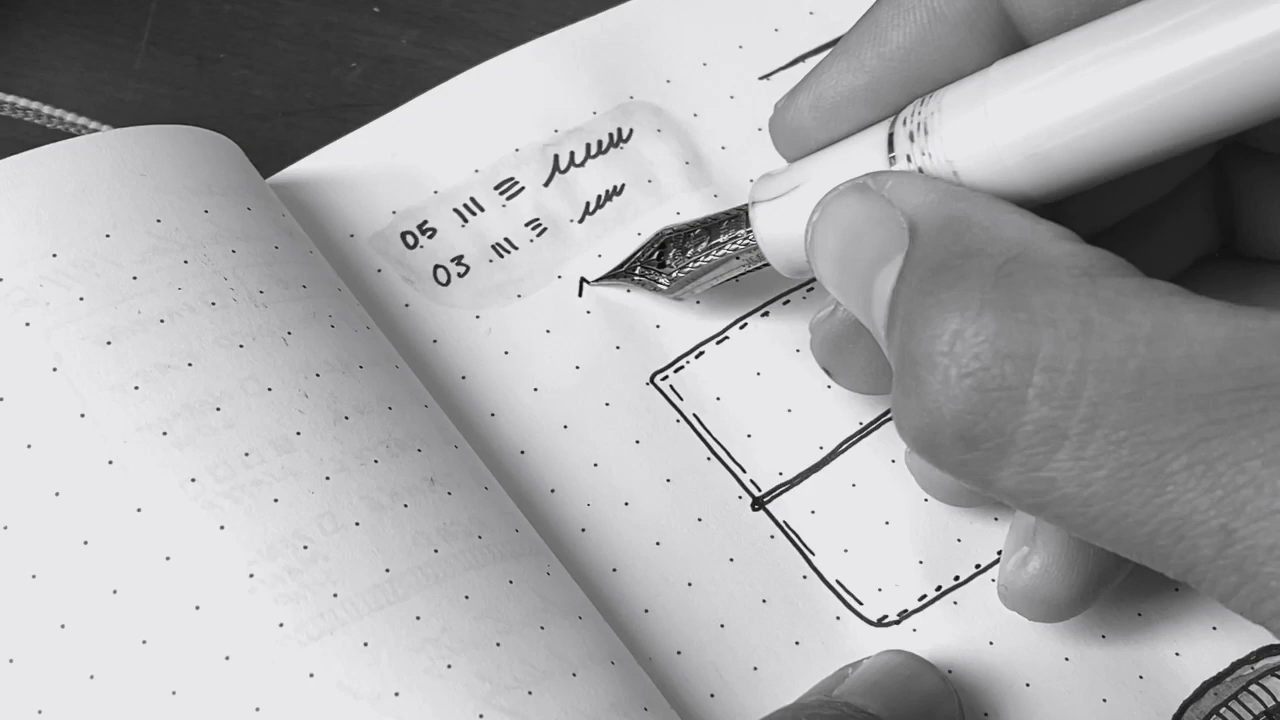 05 ||| ☰
03 ||| ☰